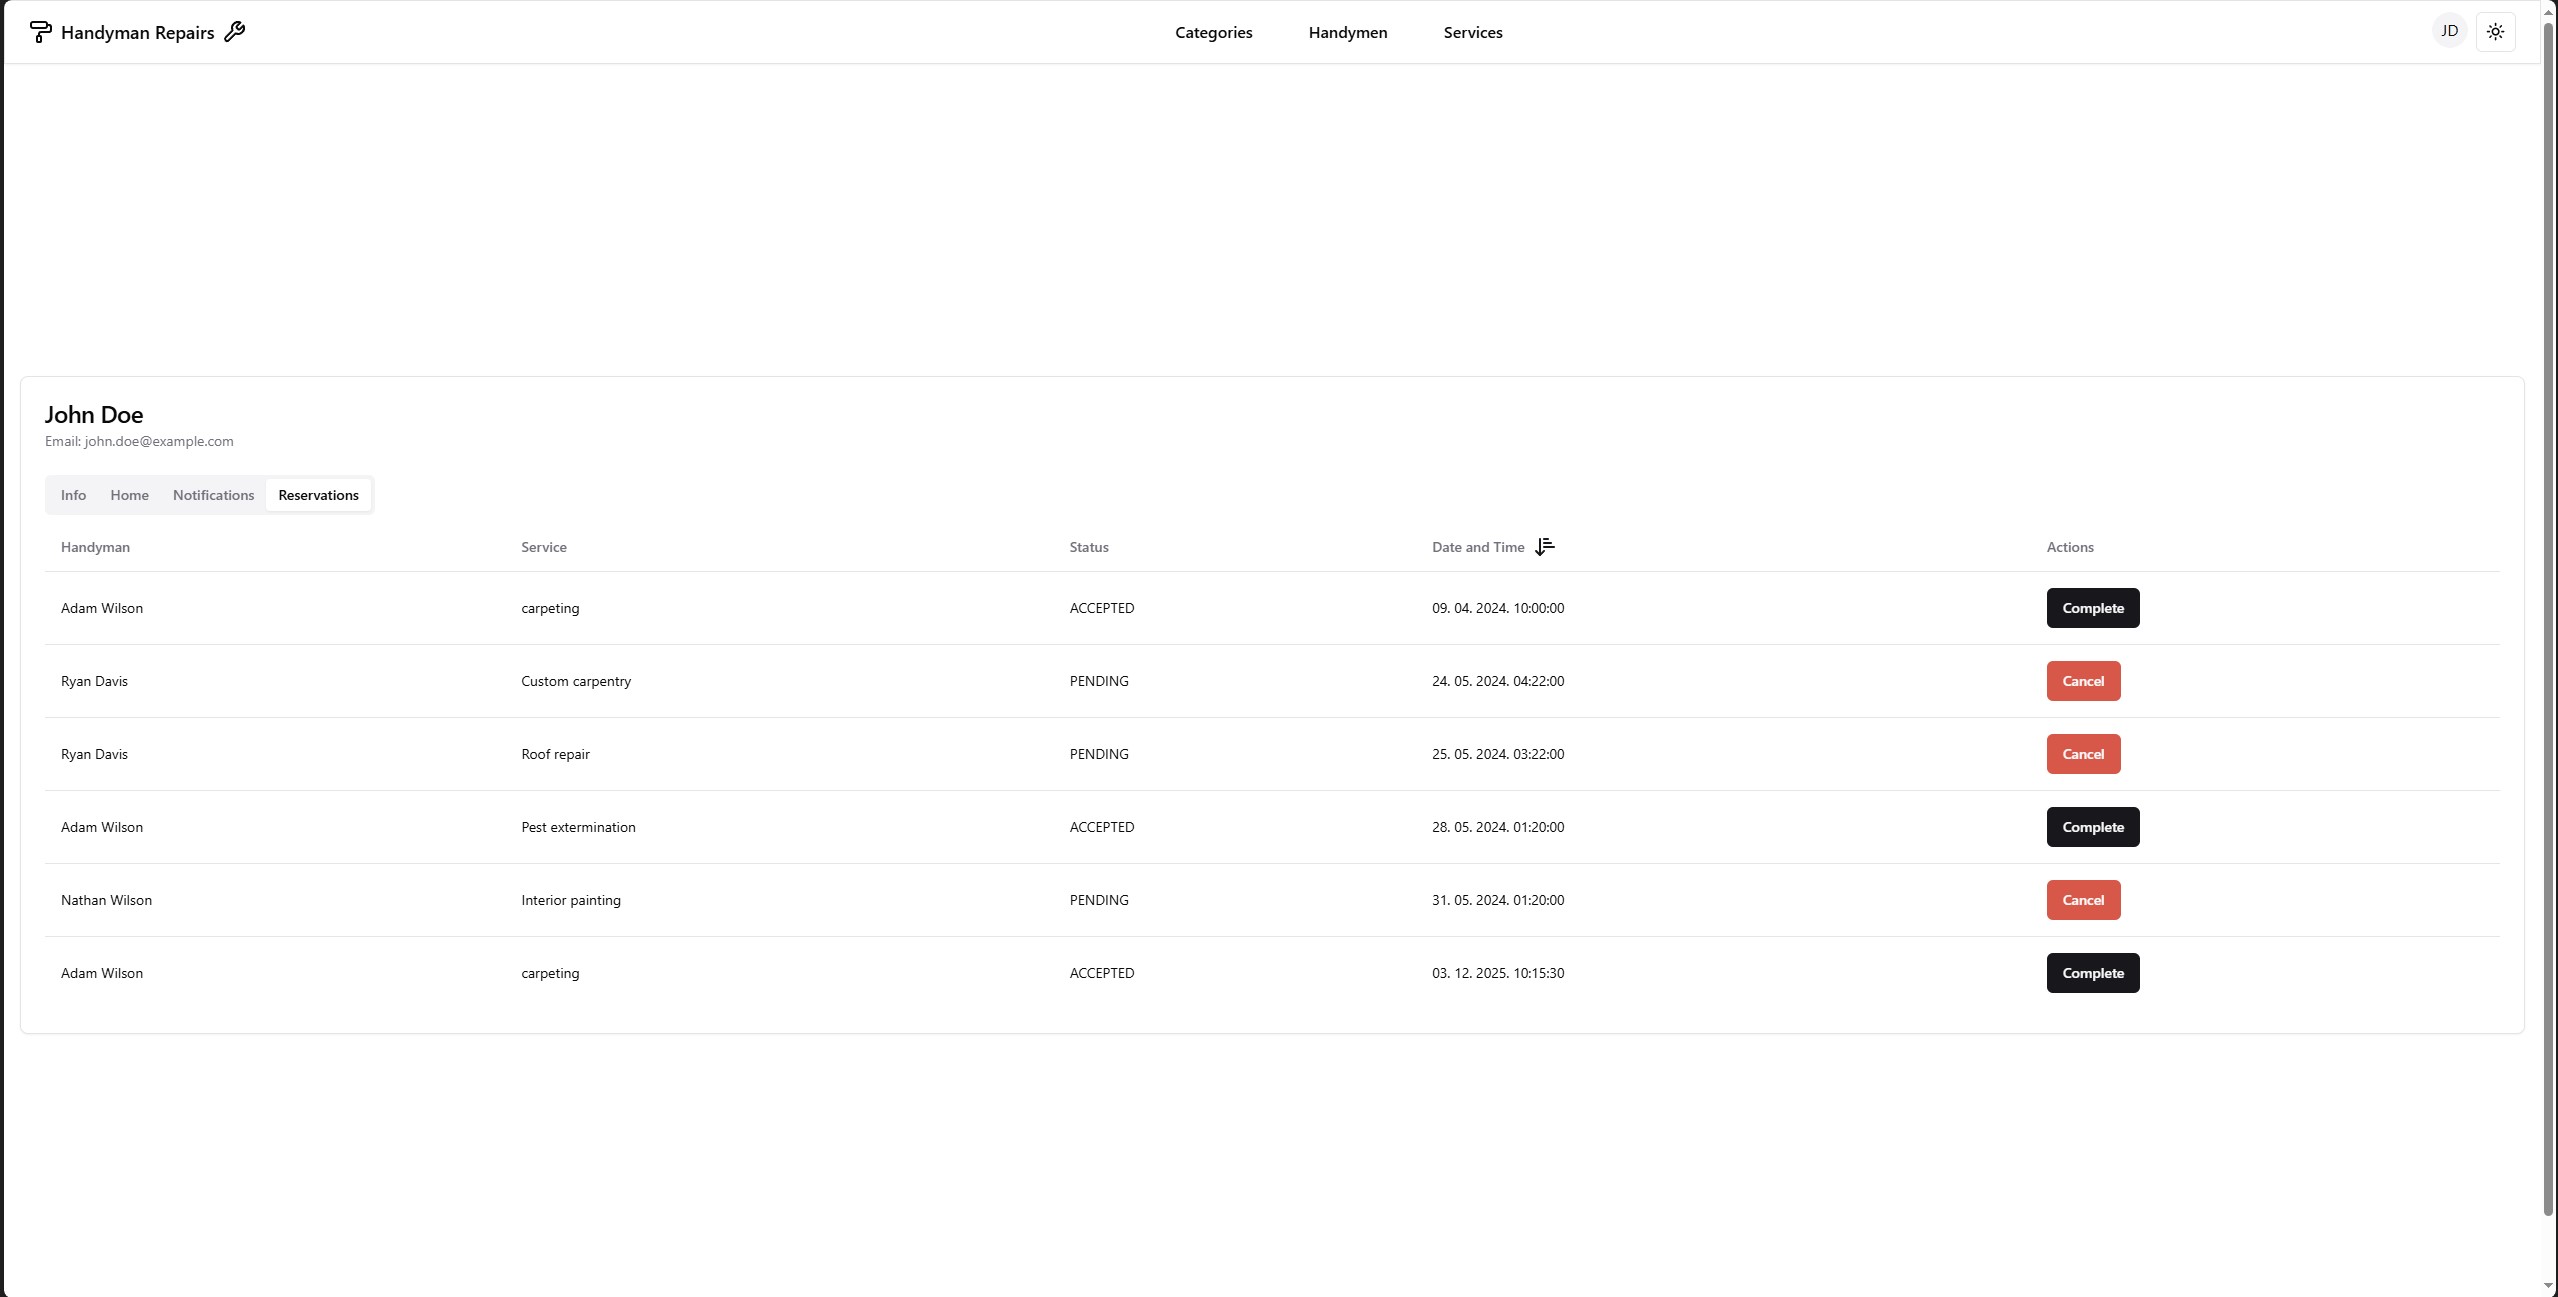 Handyman Repairs
Categories Handymen Services
JD
John Doe
Email: john.doe@example.com
Info Home Notifications Reservations
Handyman Service Status Date and Time Actions
Adam Wilson carpeting ACCEPTED 09. 04. 2024. 10:00:00 Complete
Ryan Davis Custom carpentry PENDING 24. 05. 2024. 04:22:00 Cancel
Ryan Davis Roof repair PENDING 25. 05. 2024. 03:22:00 Cancel
Adam Wilson Pest extermination ACCEPTED 28. 05. 2024. 01:20:00 Complete
Nathan Wilson Interior painting PENDING 31. 05. 2024. 01:20:00 Cancel
Adam Wilson carpeting ACCEPTED 03. 12. 2025. 10:15:30 Complete